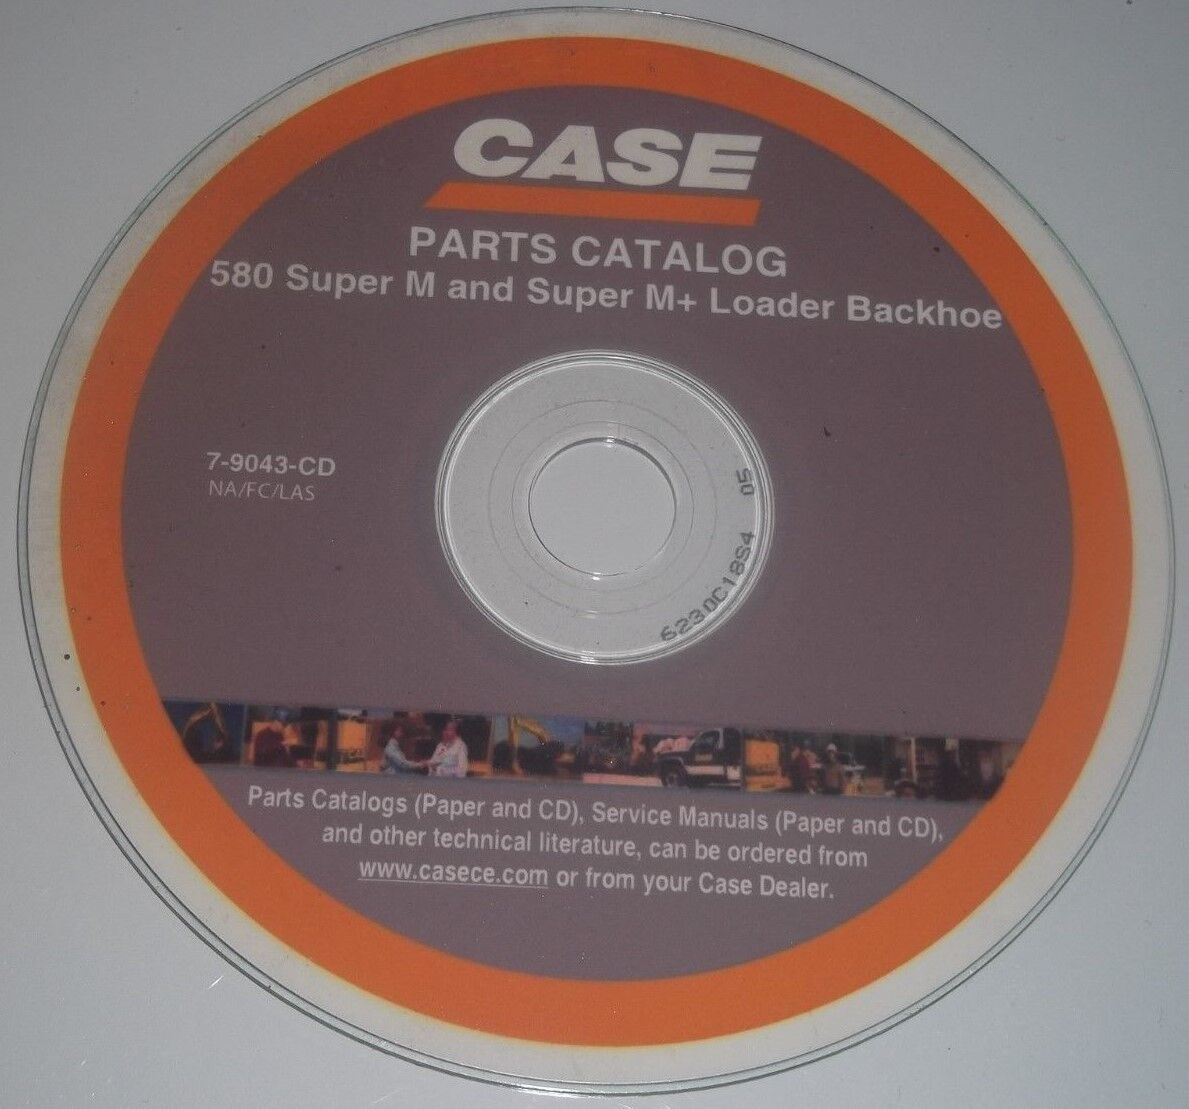 CASE
PARTS CATALOG
580 Super M and Super M+ Loader Backhoe
7-9043-CD
NA/FC/LAS
6230C18S4 05
Parts Catalogs (Paper and CD), Service Manuals (Paper and CD),
and other technical literature, can be ordered from
www.casece.com or from your Case Dealer.